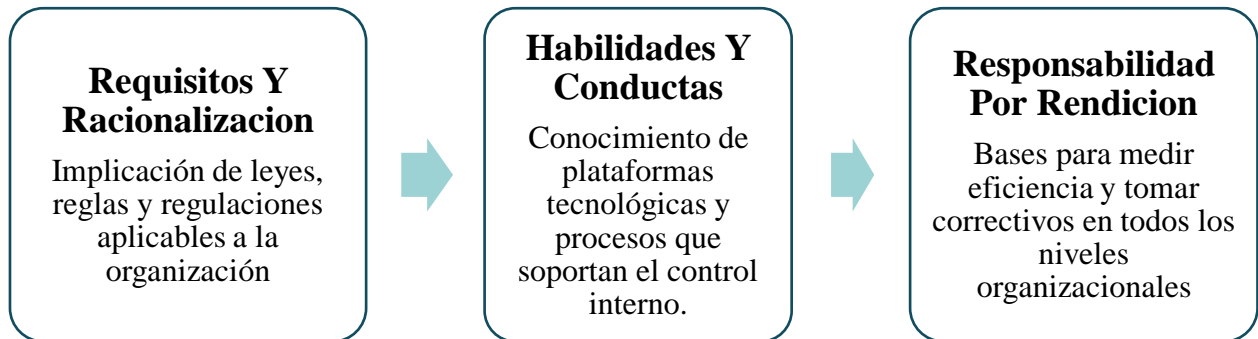 Requisitos Y
Racionalizacion
Implicación de leyes,
reglas y regulaciones
aplicables a la
organización
Habilidades Y
Conductas
Conocimiento de
plataformas
tecnológicas y
procesos que
soportan el control
interno.
Responsabilidad
Por Rendicion
Bases para medir
eficiencia y tomar
correctivos en todos los
niveles
organizacionales